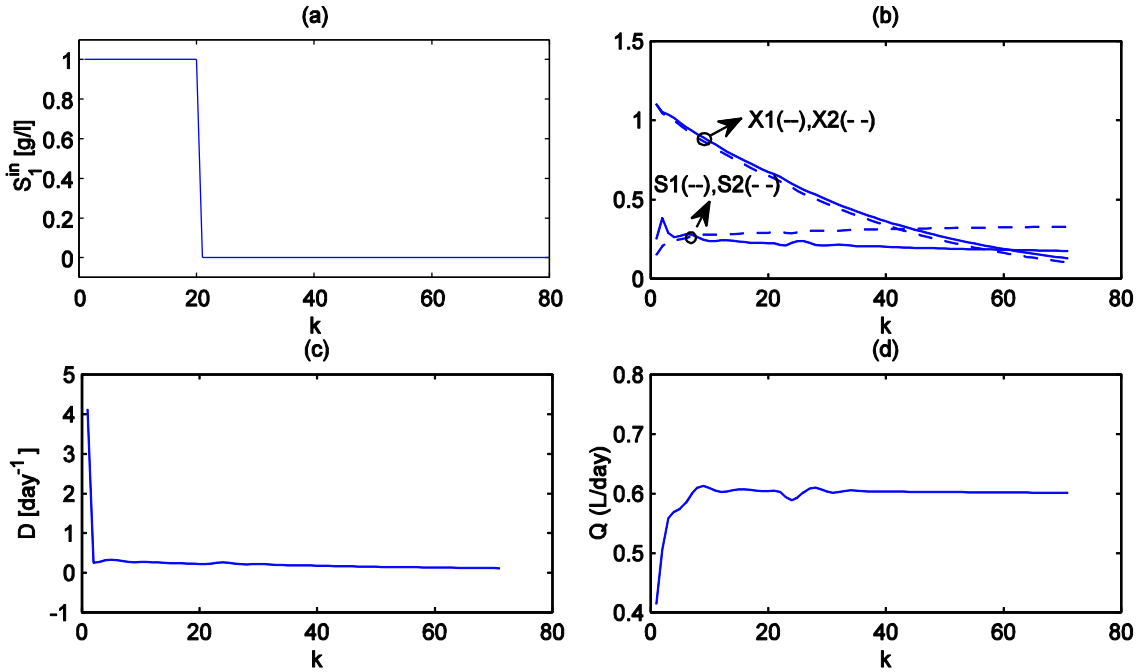 (a)
S₁ⁱⁿ [g/l]
1
0.8
0.6
0.4
0.2
0
0 20 40 60 80
k
(b)
1.5
1
0.5
0
X1(--),X2(- -)
S1(--),S2(- -)
0 20 40 60 80
k
(c)
D [day⁻¹ ]
5
4
3
2
1
0
-1
0 20 40 60 80
k
(d)
Q (L/day)
0.8
0.7
0.6
0.5
0.4
0 20 40 60 80
k